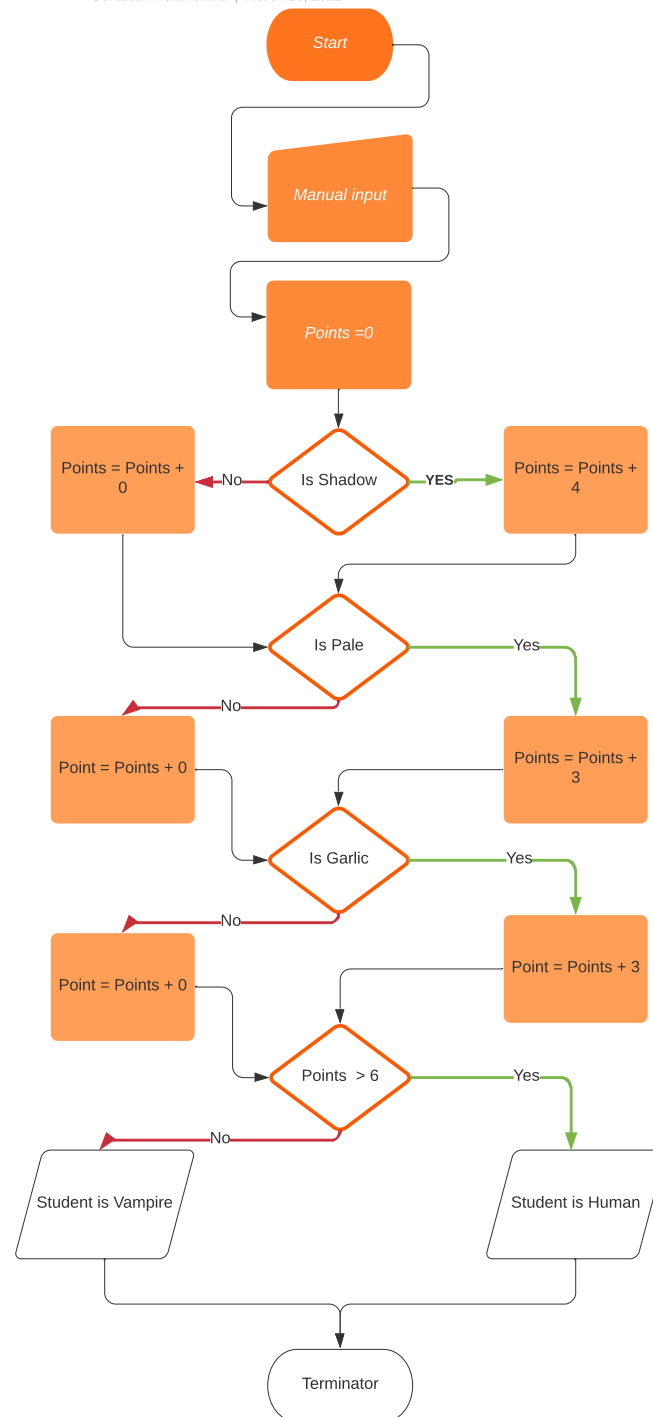 Start
Manual input
Points =0
Points = Points +
0
No
Is Shadow
YES
Points = Points +
4
Is Pale
Yes
No
Point = Points + 0
Points = Points +
3
Is Garlic
Yes
No
Point = Points + 0
Point = Points + 3
Points > 6
Yes
No
Student is Vampire
Student is Human
Terminator